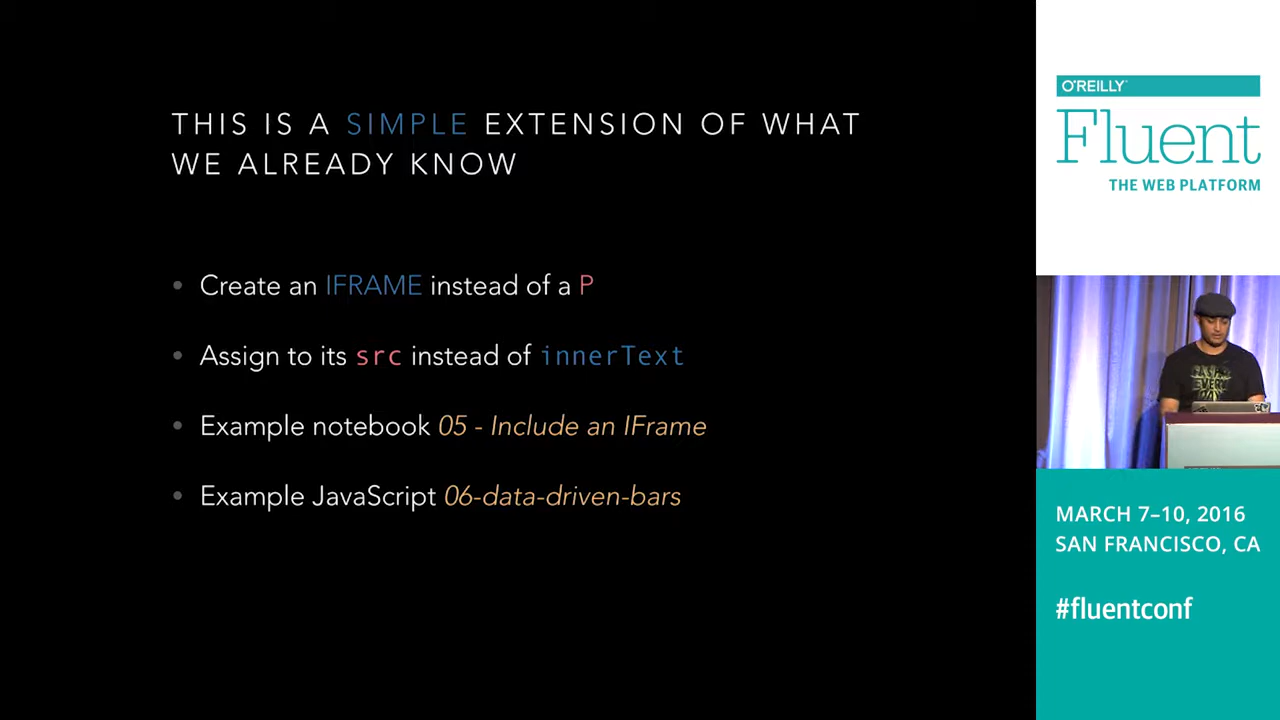 THIS IS A SIMPLE EXTENSION OF WHAT
WE ALREADY KNOW
• Create an IFRAME instead of a P
• Assign to its src instead of innerText
• Example notebook 05 - Include an IFrame
• Example JavaScript 06-data-driven-bars
O'REILLY
Fluent
THE WEB PLATFORM
MARCH 7–10, 2016
SAN FRANCISCO, CA
#fluentconf